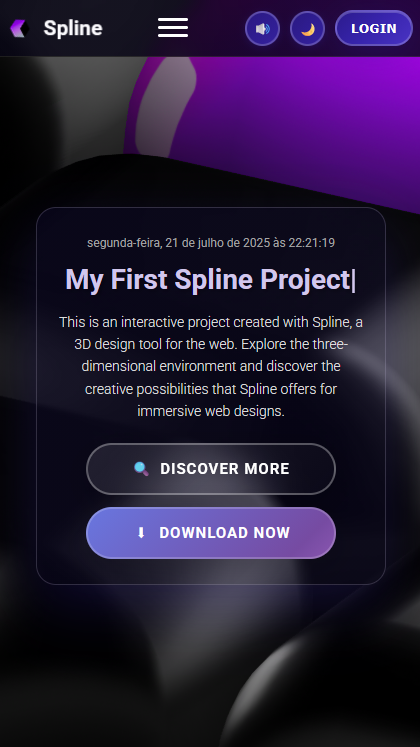 Spline
LOGIN
segunda-feira, 21 de julho de 2025 às 22:21:19
My First Spline Project|
This is an interactive project created with Spline, a
3D design tool for the web. Explore the three-
dimensional environment and discover the
creative possibilities that Spline offers for
immersive web designs.
DISCOVER MORE
DOWNLOAD NOW